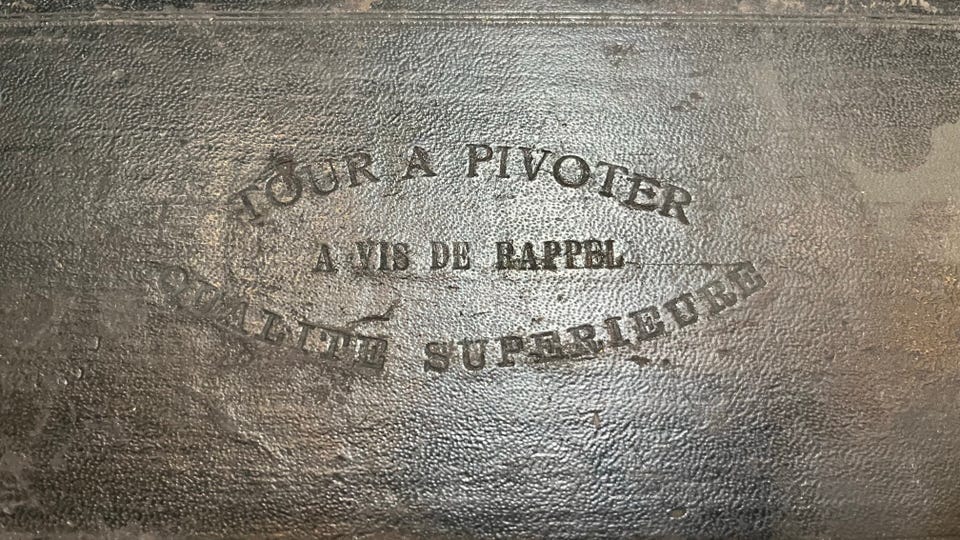 TOUR A PIVOTER
A VIS DE RAPPEL
QUALITE SUPERIEURE